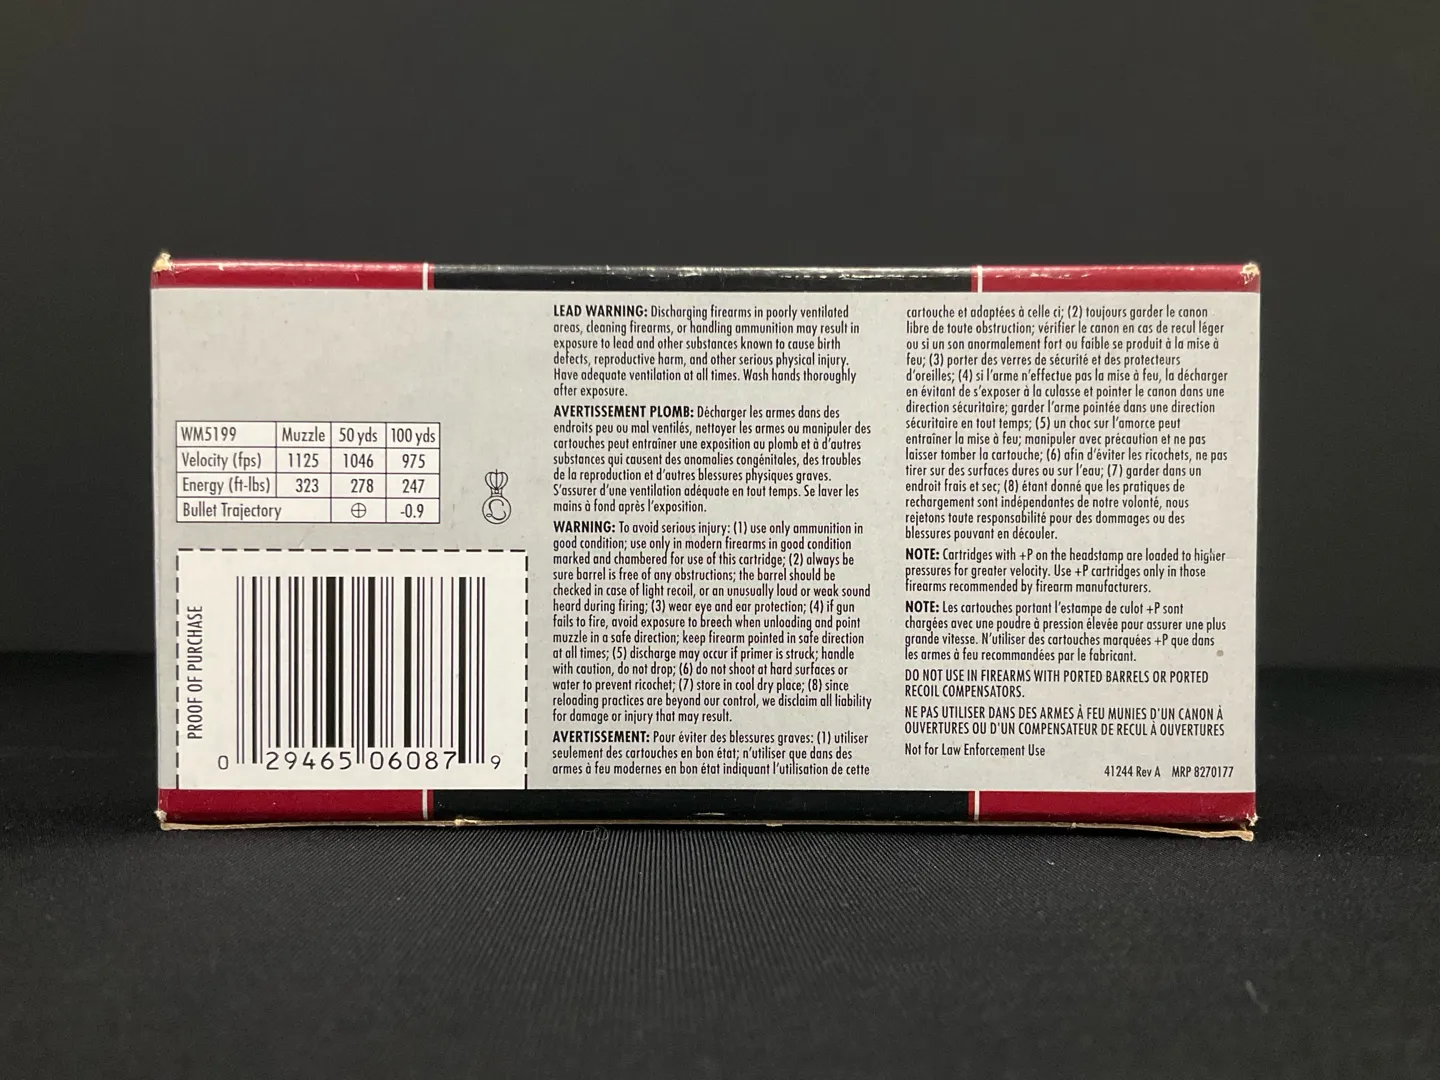 WM5199 Muzzle 50 yds 100 yds
Velocity (fps) 1125 1046 975
Energy (ft-lbs) 323 278 247
Bullet Trajectory ⊕ -0.9
PROOF OF PURCHASE
0 29465 06087 9
LEAD WARNING: Discharging firearms in poorly ventilated
areas, cleaning firearms, or handling ammunition may result in
exposure to lead and other substances known to cause birth
defects, reproductive harm, and other serious physical injury.
Have adequate ventilation at all times. Wash hands thoroughly
after exposure.
AVERTISSEMENT PLOMB: Décharger les armes dans des
endroits peu ou mal ventilés, nettoyer les armes ou manipuler des
cartouches peut entraîner une exposition au plomb et à d'autres
substances qui causent des anomalies congénitales, des troubles
de la reproduction et d'autres blessures physiques graves.
S'assurer d'une ventilation adéquate en tout temps. Se laver les
mains à fond après l'exposition.
WARNING: To avoid serious injury: (1) use only ammunition in
good condition; use only in modern firearms in good condition
marked and chambered for use of this cartridge; (2) always be
sure barrel is free of any obstructions; the barrel should be
checked in case of light recoil, or an unusually loud or weak sound
heard during firing; (3) wear eye and ear protection; (4) if gun
fails to fire, avoid exposure to breech when unloading and point
muzzle in a safe direction; keep firearm pointed in safe direction
at all times; (5) discharge may occur if primer is struck; handle
with caution, do not drop; (6) do not shoot at hard surfaces or
water to prevent ricochet; (7) store in cool dry place; (8) since
reloading practices are beyond our control, we disclaim all liability
for damage or injury that may result.
AVERTISSEMENT: Pour éviter des blessures graves: (1) utiliser
seulement des cartouches en bon état; n'utiliser que dans des
armes à feu modernes en bon état indiquant l'utilisation de cette
cartouche et adaptées à celle ci; (2) toujours garder le canon
libre de toute obstruction; vérifier le canon en cas de recul léger
ou si un son anormalement fort ou faible se produit à la mise à
feu; (3) porter des verres de sécurité et des protecteurs
d'oreilles; (4) si l'arme n'effectue pas la mise à feu, la décharger
en évitant de s'exposer à la culasse et pointer le canon dans une
direction sécuritaire; garder l'arme pointée dans une direction
sécuritaire en tout temps; (5) un choc sur l'amorce peut
entraîner la mise à feu; manipuler avec précaution et ne pas
laisser tomber la cartouche; (6) afin d'éviter les ricochets, ne pas
tirer sur des surfaces dures ou sur l'eau; (7) garder dans un
endroit frais et sec; (8) étant donné que les pratiques de
rechargement sont indépendantes de notre volonté, nous
rejetons toute responsabilité pour des dommages ou des
blessures pouvant en découler.
NOTE: Cartridges with +P on the headstamp are loaded to higher
pressures for greater velocity. Use +P cartridges only in those
firearms recommended by firearm manufacturers.
NOTE: Les cartouches portant l'estampe de culot +P sont
chargées avec une poudre à pression élevée pour assurer une plus
grande vitesse. N'utiliser des cartouches marquées +P que dans
les armes à feu recommandées par le fabricant.
DO NOT USE IN FIREARMS WITH PORTED BARRELS OR PORTED
RECOIL COMPENSATORS.
NE PAS UTILISER DANS DES ARMES À FEU MUNIES D'UN CANON À
OUVERTURES OU D'UN COMPENSATEUR DE RECUL À OUVERTURES
Not for Law Enforcement Use
41244 Rev A MRP 8270177